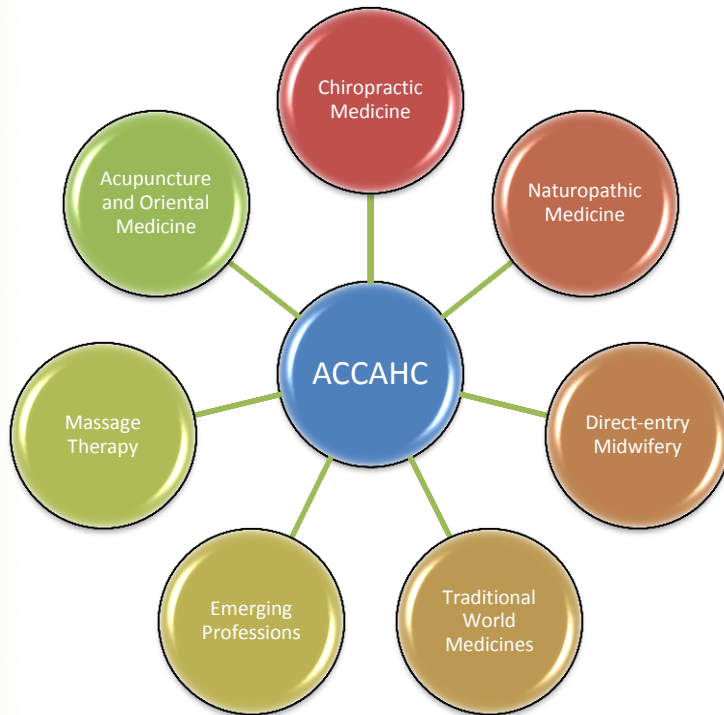 Chiropractic
Medicine
Naturopathic
Medicine
Direct-entry
Midwifery
Traditional
World
Medicines
Emerging
Professions
Massage
Therapy
Acupuncture
and Oriental
Medicine
ACCAHC